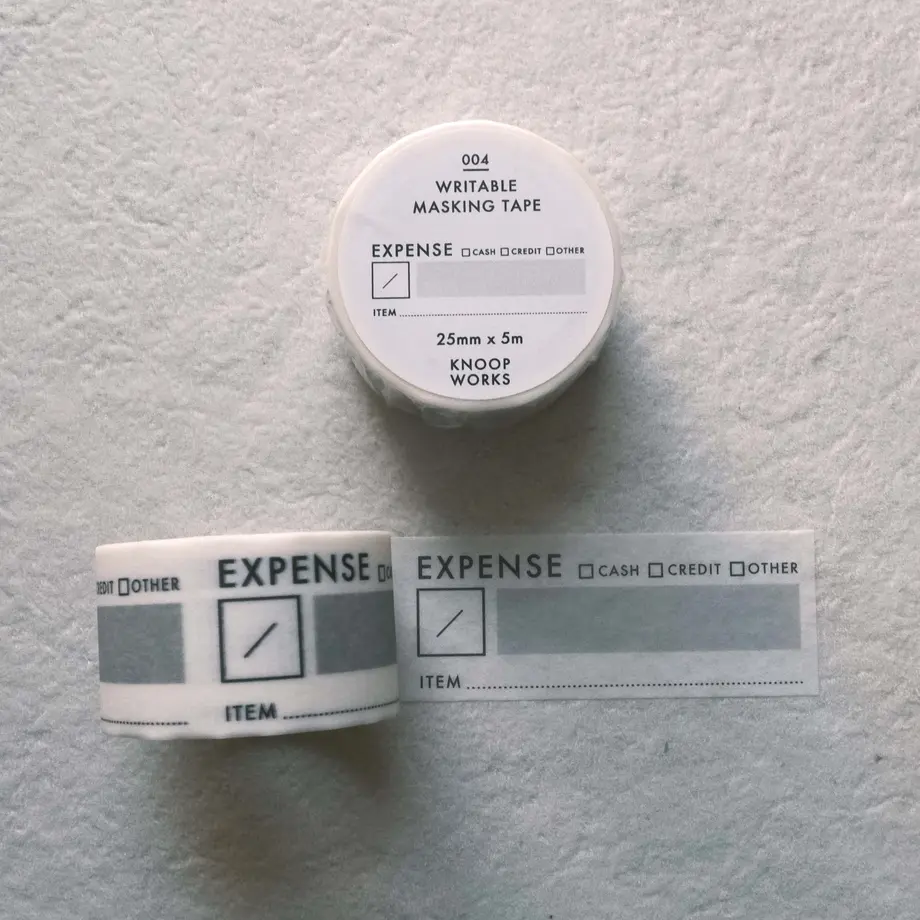 004
WRITABLE
MASKING TAPE
EXPENSE □CASH □CREDIT □OTHER
/
ITEM
25mm x 5m
KNOOP
WORKS
□OTHER EXPENSE
/
ITEM
EXPENSE □CASH □CREDIT □OTHER
/
ITEM